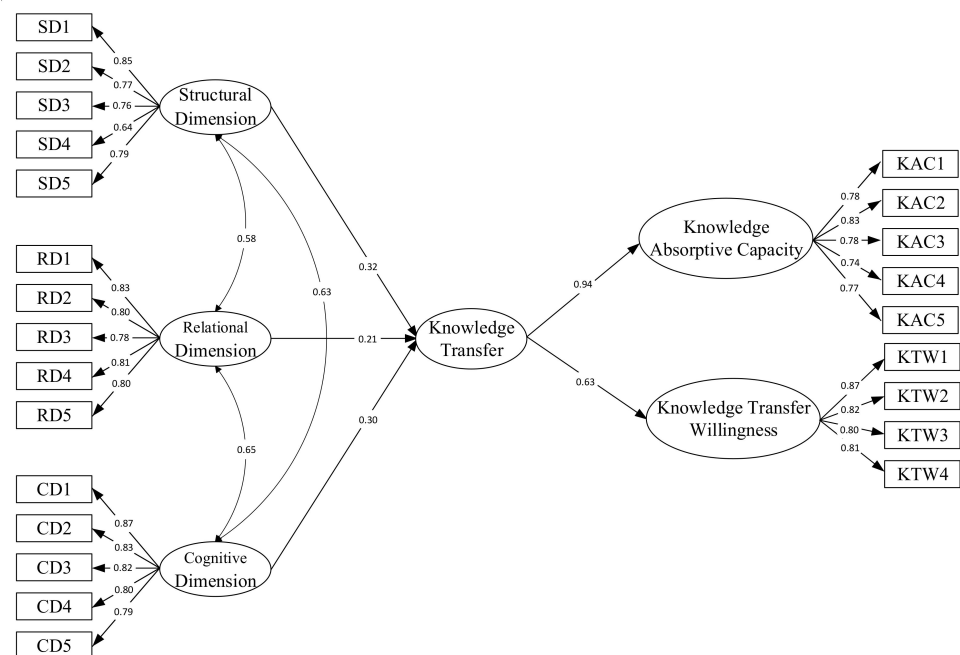 SD1
SD2
SD3
SD4
SD5
0.85
0.77
0.76
0.64
0.79
Structural
Dimension
RD1
RD2
RD3
RD4
RD5
0.83
0.80
0.78
0.81
0.80
Relational
Dimension
CD1
CD2
CD3
CD4
CD5
0.87
0.83
0.82
0.80
0.79
Cognitive
Dimension
0.58
0.63
0.65
0.32
0.21
0.30
Knowledge
Transfer
0.94
0.63
Knowledge
Absorptive Capacity
0.78
0.83
0.78
0.74
0.77
KAC1
KAC2
KAC3
KAC4
KAC5
Knowledge Transfer
Willingness
0.87
0.82
0.80
0.81
KTW1
KTW2
KTW3
KTW4